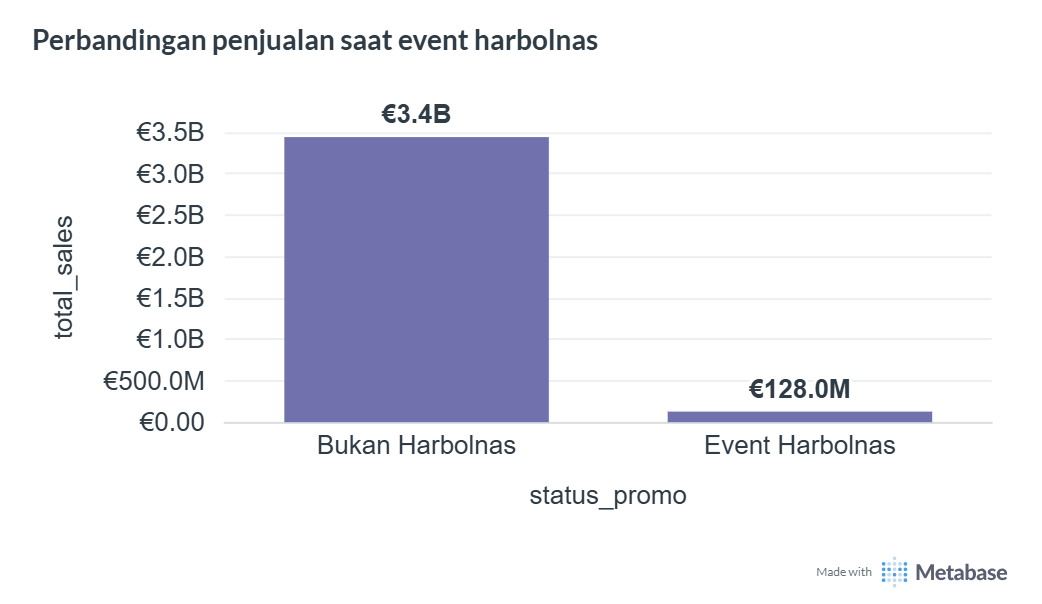 Perbandingan penjualan saat event harbolnas
€3.4B
€3.5B
€3.0B
€2.5B
€2.0B
€1.5B
€1.0B
€500.0M
€128.0M
€0.00
total_sales
Bukan Harbolnas
Event Harbolnas
status_promo
Made with Metabase